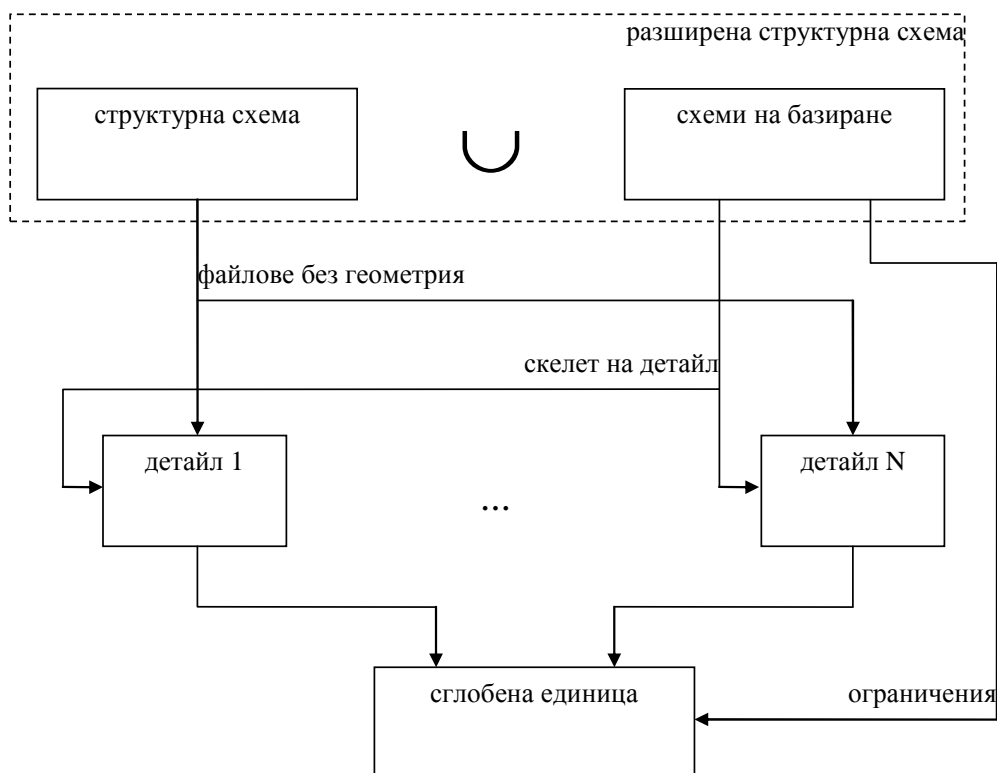 разширена структурна схема
структурна схема
схеми на базиране
файлове без геометрия
скелет на детайл
детайл 1
...
детайл N
сглобена единица
ограничения